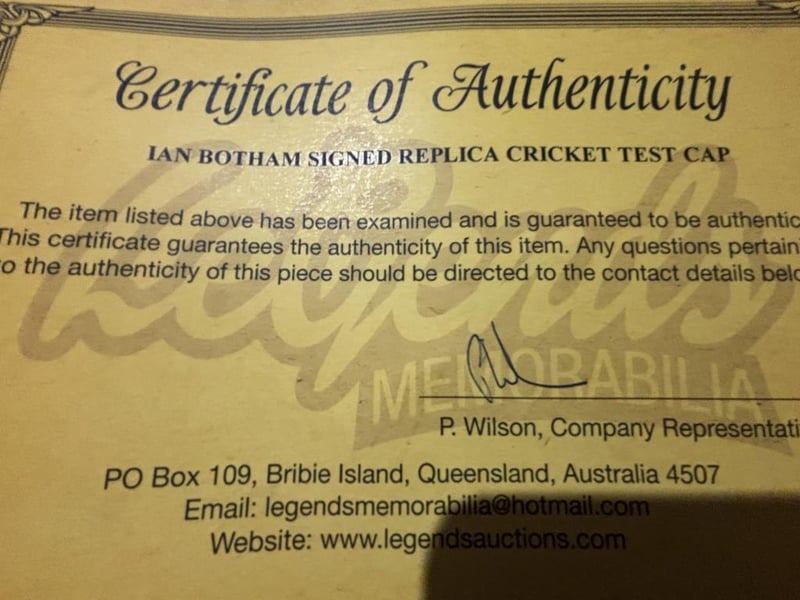 Certificate of Authenticity
IAN BOTHAM SIGNED REPLICA CRICKET TEST CAP
The item listed above has been examined and is guaranteed to be authentic
This certificate guarantees the authenticity of this item. Any questions pertain
o the authenticity of this piece should be directed to the contact details belo
Legends
MEMORABILIA
P. Wilson, Company Representati
PO Box 109, Bribie Island, Queensland, Australia 4507
Email: legendsmemorabilia@hotmail.com
Website: www.legendsauctions.com